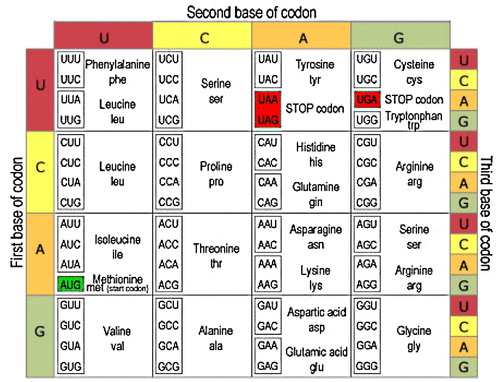 Second base of codon
U C A G
First base of codon
U
UUU
UUC
Phenylalanine
phe
UUA
UUG
Leucine
leu
UCU
UCC
UCA
UCG
Serine
ser
UAU
UAC
Tyrosine
tyr
UAA
UAG
STOP codon
UGU
UGC
Cysteine
cys
UGA
STOP codon
UGG
Tryptonphan
trp
U
C
A
G
C
CUU
CUC
CUA
CUG
Leucine
leu
CCU
CCC
CCA
CCG
Proline
pro
CAU
CAC
Histidine
his
CAA
CAG
Glutamine
gin
CGU
CGC
CGA
CGG
Arginine
arg
U
C
A
G
A
AUU
AUC
AUA
Isoleucine
ile
AUG
Methionine
met (start codon)
ACU
ACC
ACA
ACG
Threonine
thr
AAU
AAC
Asparagine
asn
AAA
AAG
Lysine
lys
AGU
AGC
Serine
ser
AGA
AGG
Arginine
arg
U
C
A
G
G
GUU
GUC
GUA
GUG
Valine
val
GCU
GCC
GCA
GCG
Alanine
ala
GAU
GAC
Aspartic acid
asp
GAA
GAG
Glutamic acid
glu
GGU
GGC
GGA
GGG
Glycine
gly
U
C
A
G
Third base of codon